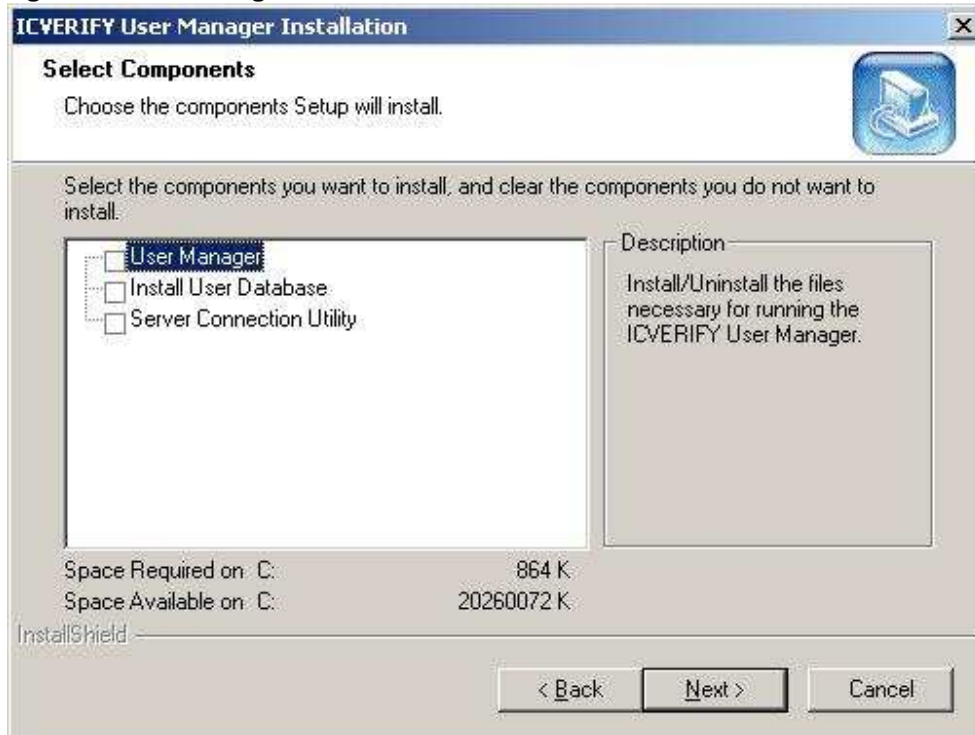 ICVERIFY User Manager Installation
Select Components
Choose the components Setup will install.
Select the components you want to install, and clear the components you do not want to
install.
User Manager
Install User Database
Server Connection Utility
Description
Install/Uninstall the files
necessary for running the
ICVERIFY User Manager.
Space Required on C: 864 K
Space Available on C: 20260072 K
InstallShield
< Back Next > Cancel